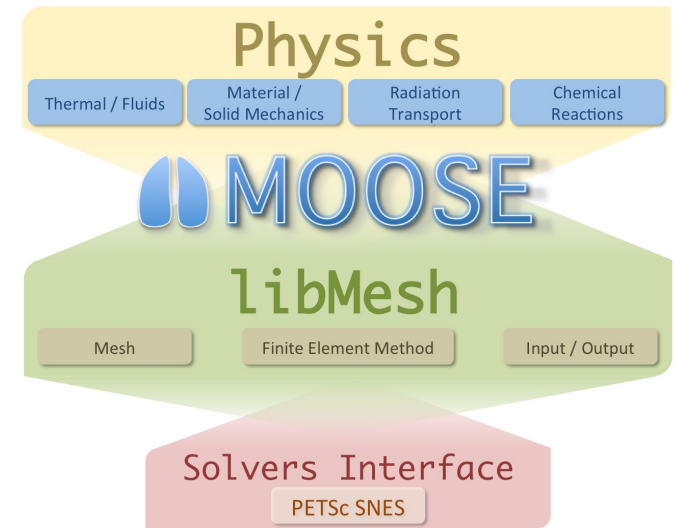 Physics
Thermal / Fluids
Material /
Solid Mechanics
Radiation
Transport
Chemical
Reactions
MOOSE
libMesh
Mesh
Finite Element Method
Input / Output
Solvers Interface
PETSc SNES